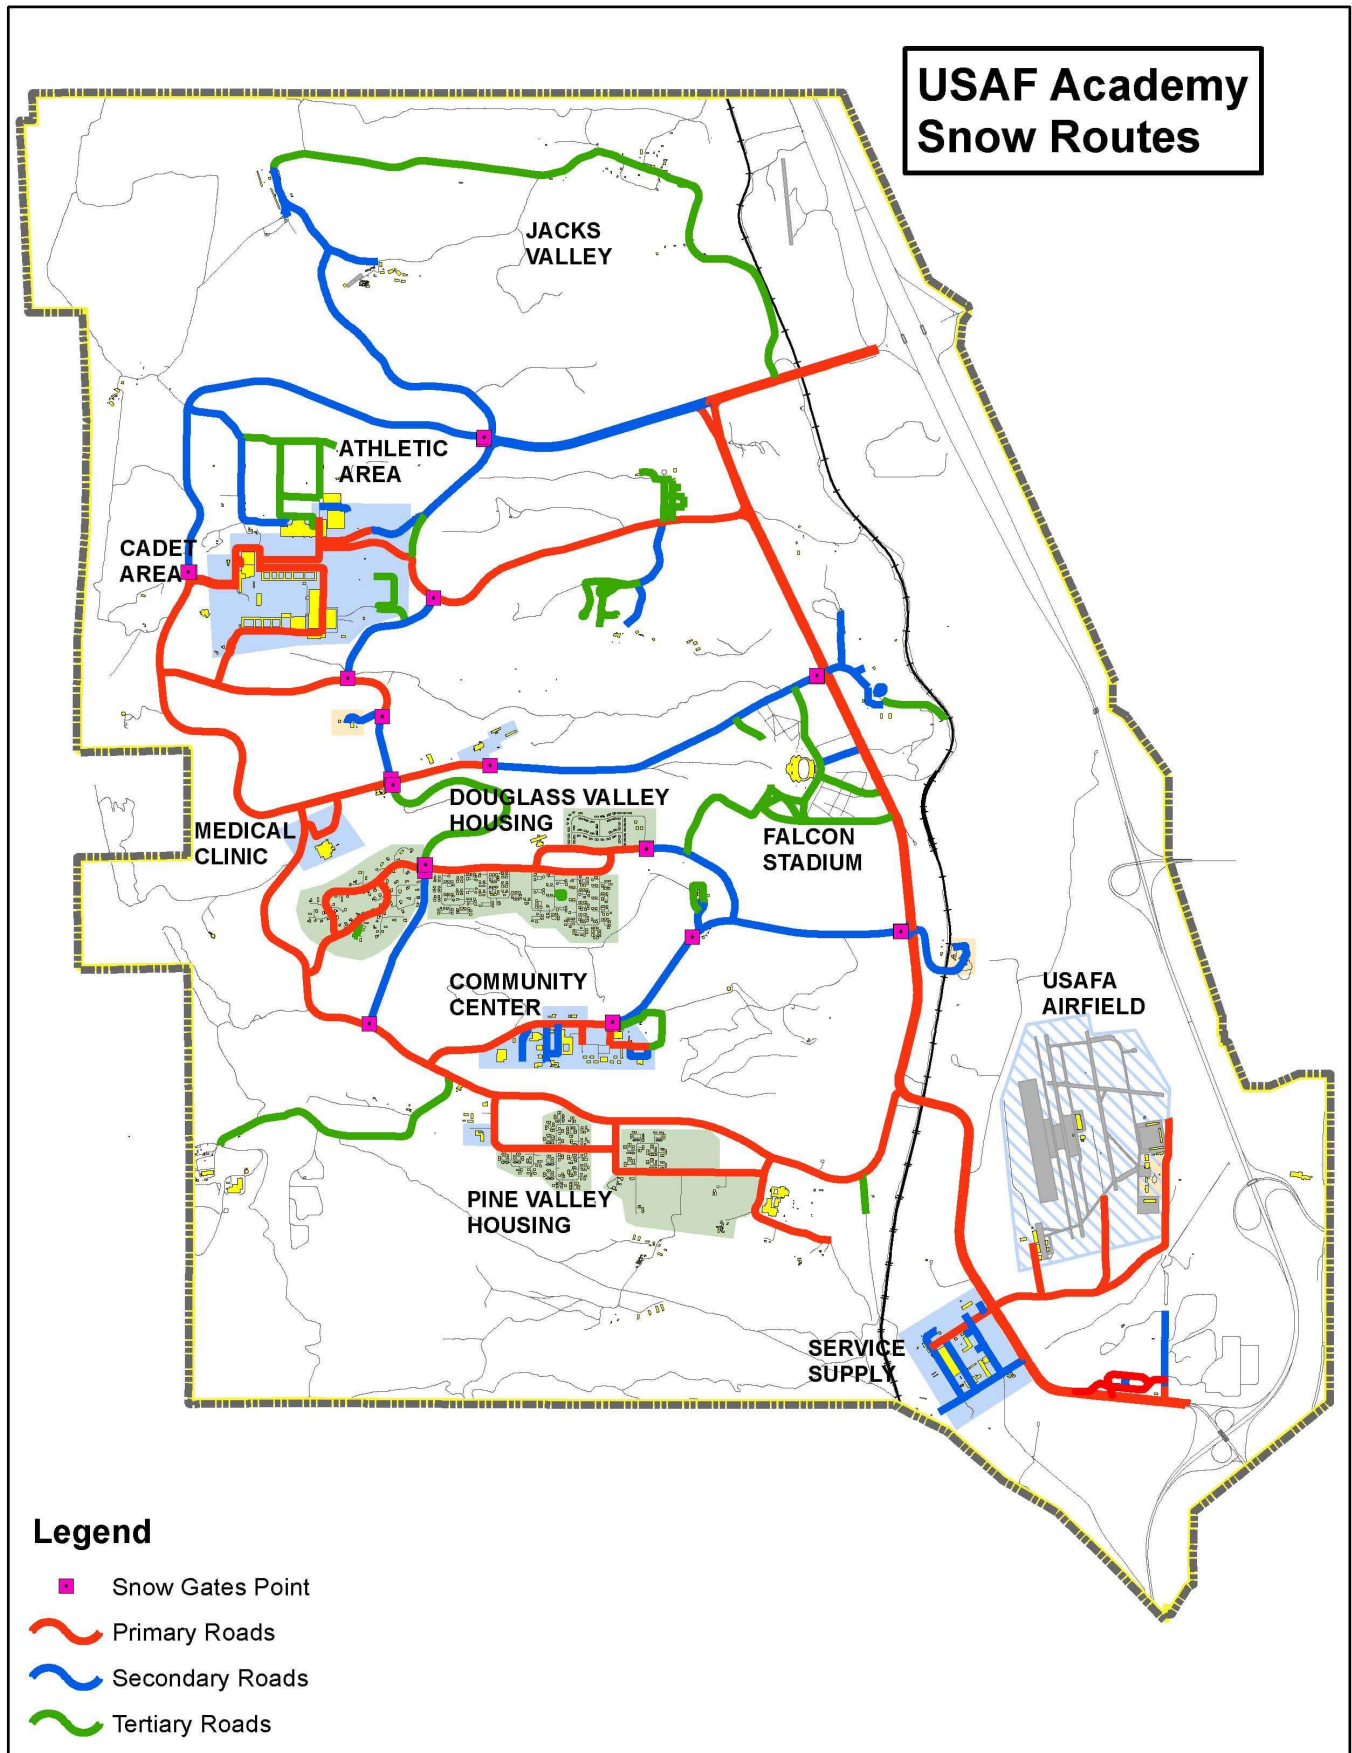 USAF Academy
Snow Routes
JACKS
VALLEY
ATHLETIC
AREA
CADET
AREA
DOUGLASS VALLEY
HOUSING
MEDICAL
CLINIC
FALCON
STADIUM
COMMUNITY
CENTER
USAFA
AIRFIELD
PINE VALLEY
HOUSING
SERVICE
SUPPLY
Legend
Snow Gates Point
Primary Roads
Secondary Roads
Tertiary Roads